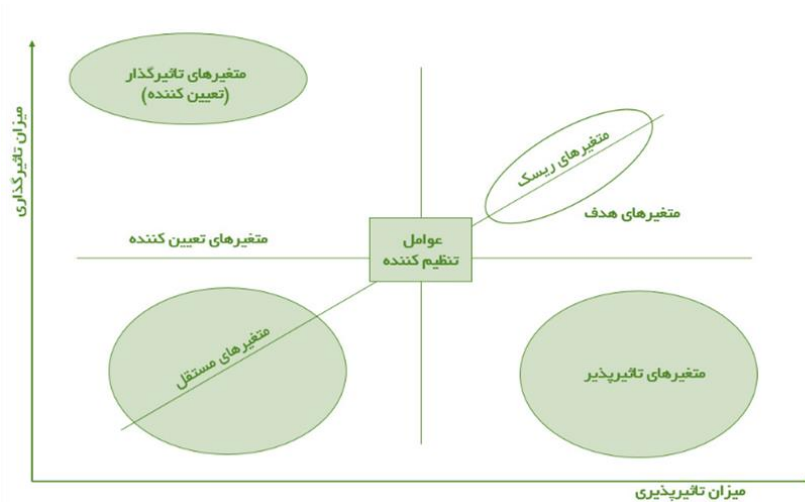 متغیرهای تاثیرگذار
(تعیین کننده)
میزان تاثیرگذاری
متغیرهای ریسک
متغیرهای هدف
متغیرهای تعیین کننده
عوامل
تنظیم کننده
متغیرهای مستقل
متغیرهای تاثیرپذیر
میزان تاثیرپذیری